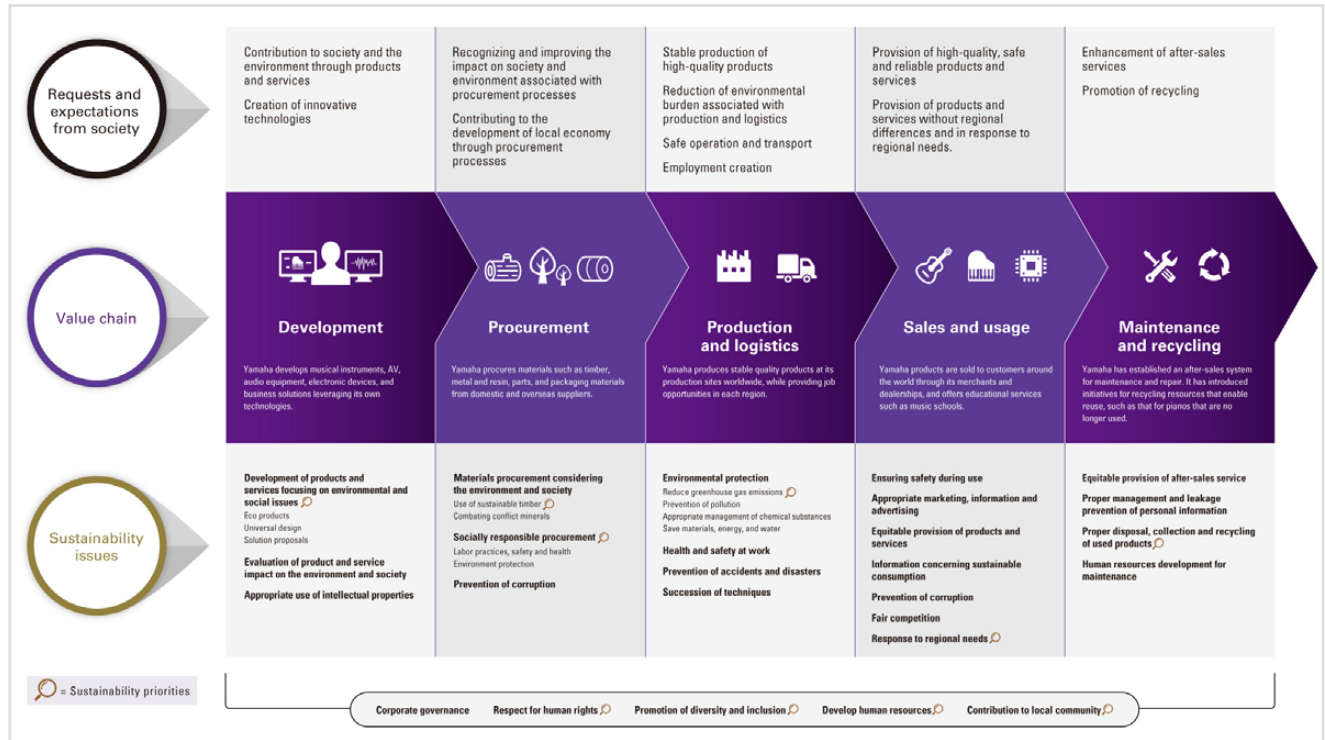 Requests and
expectations
from society
Contribution to society and the
environment through products
and services
Creation of innovative
technologies
Recognizing and improving the
impact on society and
environment associated with
procurement processes
Contributing to the
development of local economy
through procurement
processes
Stable production of
high-quality products
Reduction of environmental
burden associated with
production and logistics
Safe operation and transport
Employment creation
Provision of high-quality, safe
and reliable products and
services
Provision of products and
services without regional
differences and in response to
regional needs.
Enhancement of after-sales
services
Promotion of recycling
Value chain
Development
Yamaha develops musical instruments, AV,
audio equipment, electronic devices, and
business solutions leveraging its own
technologies.
Procurement
Yamaha procures materials such as timber,
metal and resin, parts, and packaging materials
from domestic and overseas suppliers.
Production
and logistics
Yamaha produces stable quality products at its
production sites worldwide, while providing job
opportunities in each region.
Sales and usage
Yamaha products are sold to customers around
the world through its merchants and
dealerships, and offers educational services
such as music schools.
Maintenance
and recycling
Yamaha has established an after-sales system
for maintenance and repair. It has introduced
initiatives for recycling resources that enable
reuse, such as that for pianos that are no
longer used.
Sustainability
issues
Development of products and
services focusing on environmental and
social issues
Eco products
Universal design
Solution proposals
Evaluation of product and service
impact on the environment and society
Appropriate use of intellectual properties
Materials procurement considering
the environment and society
Use of sustainable timber
Combating conflict minerals
Socially responsible procurement
Labor practices, safety and health
Environment protection
Prevention of corruption
Environmental protection
Reduce greenhouse gas emissions
Prevention of pollution
Appropriate management of chemical substances
Save materials, energy, and water
Health and safety at work
Prevention of accidents and disasters
Succession of techniques
Ensuring safety during use
Appropriate marketing, information and
advertising
Equitable provision of products and
services
Information concerning sustainable
consumption
Prevention of corruption
Fair competition
Response to regional needs
Equitable provision of after-sales service
Proper management and leakage
prevention of personal information
Proper disposal, collection and recycling
of used products
Human resources development for
maintenance
= Sustainability priorities
Corporate governance Respect for human rights Promotion of diversity and inclusion Develop human resources Contribution to local community